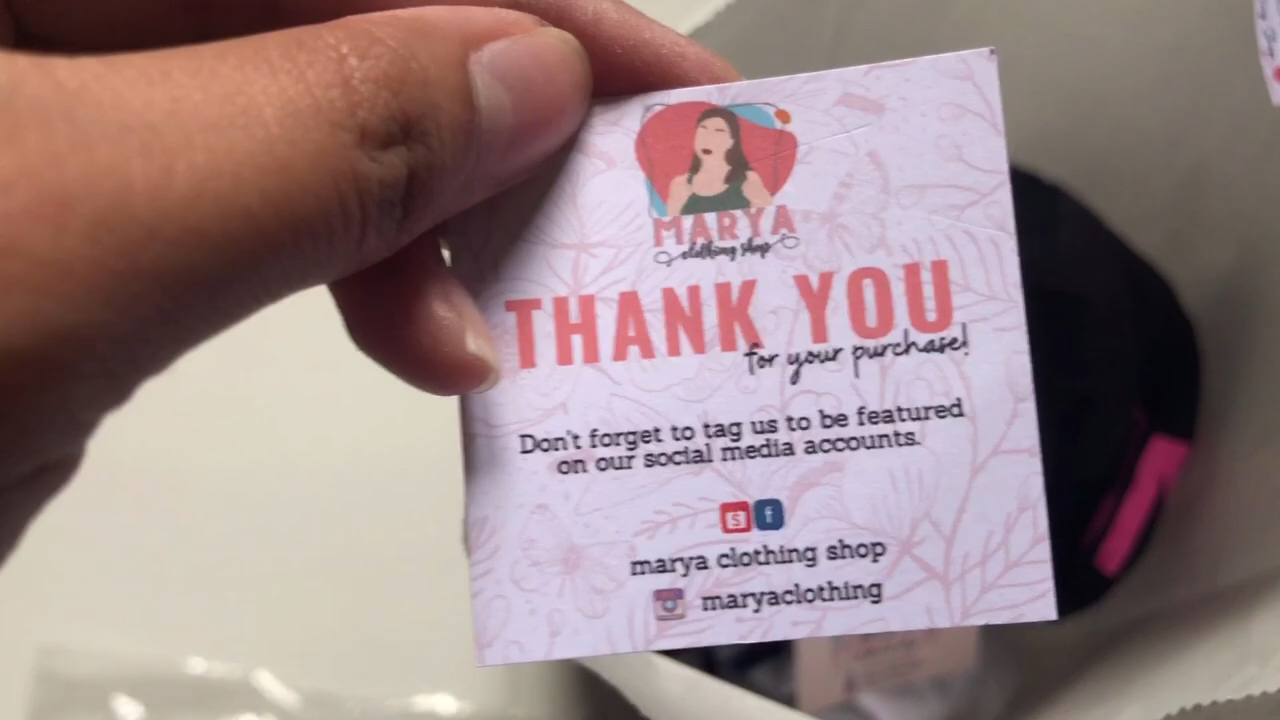 MARYA
clothing shop
THANK YOU
for your purchase!
Don't forget to tag us to be featured
on our social media accounts.
S f
marya clothing shop
maryaclothing